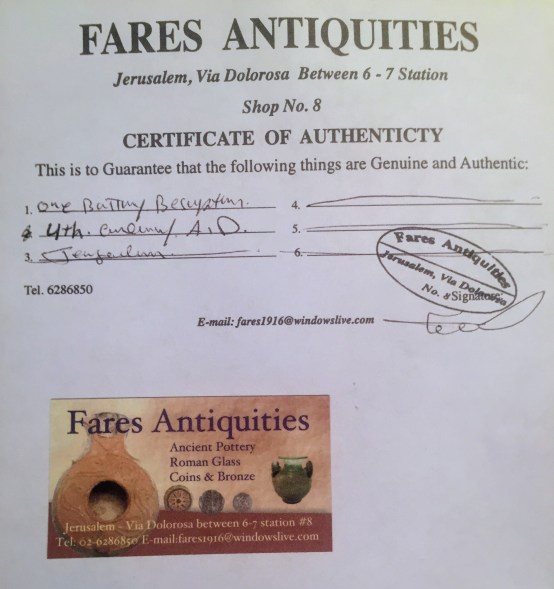 FARES ANTIQUITIES
Jerusalem, Via Dolorosa Between 6 - 7 Station
Shop No. 8
CERTIFICATE OF AUTHENTICTY
This is to Guarantee that the following things are Genuine and Authentic:
1. one
4th. A.D.
3.
4.
5.
6.
Fares Antiquities
Jerusalem, Via Dolorosa
No. 8
Signature
Tel. 6286850
E-mail: fares1916@windowslive.com
Fares Antiquities
Ancient Pottery
Roman Glass
Coins & Bronze
Jerusalem - Via Dolorosa between 6-7 station #8
Tel: 02-6286850 E-mail:fares1916@windowslive.com